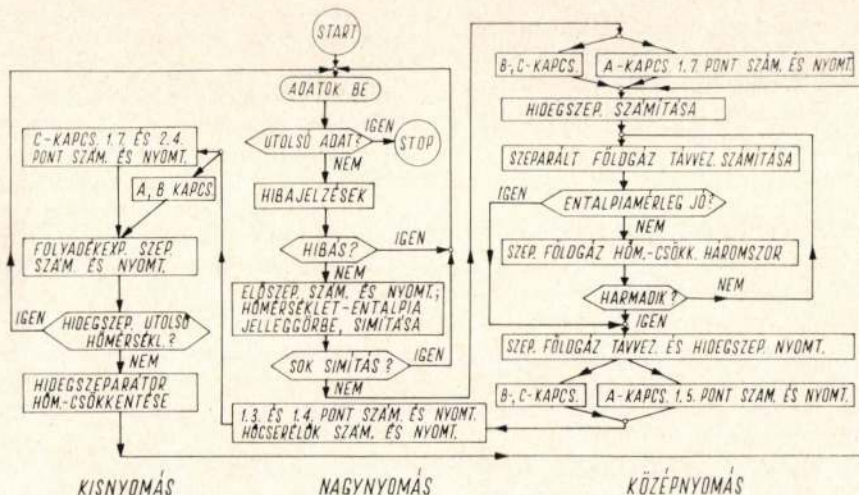 START
ADATOK BE
UTOLSÓ ADAT?
IGEN
STOP
NEM
HIBAJELZÉSEK
HIBÁS?
IGEN
NEM
ELŐSZEP. SZÁM. ÉS NYOMT.;
HŐMÉRSÉKLET-ENTALPIA
JELLEGGÖRBE, SIMÍTÁSA
SOK SIMÍTÁS?
IGEN
NEM
1.3. ÉS 1.4. PONT SZÁM. ÉS NYOMT.
HŐCSERÉLŐK SZÁM. ÉS NYOMT.
NAGYNYOMÁS
C-KAPCS. 1.7. ÉS 2.4.
PONT SZÁM. ÉS NYOMT.
A, B KAPCS.
FOLYADÉKEXP. SZEP.
SZÁM. ÉS NYOMT.
IGEN
HIDEGSZEP. UTOLSÓ
HŐMÉRSÉKL.?
NEM
HIDEGSZEPARÁTOR
HŐM.-CSÖKKENTÉSE
KISNYOMÁS
B-, C-KAPCS.
A-KAPCS. 1.7. PONT SZÁM. ÉS NYOMT.
HIDEGSZEP. SZÁMÍTÁSA
SZEPARÁLT FÖLDGÁZ TÁVVEZ. SZÁMÍTÁSA
IGEN
ENTALPIAMÉRLEG JÓ?
NEM
SZEP. FÖLDGÁZ HŐM.-CSÖKK. HÁROMSZOR
HARMADIK?
NEM
IGEN
SZEP. FÖLDGÁZ TÁVVEZ. ÉS HIDEGSZEP. NYOMT.
B-, C-KAPCS.
A-KAPCS. 1.5. PONT SZÁM. ÉS NYOMT.
KÖZÉPNYOMÁS